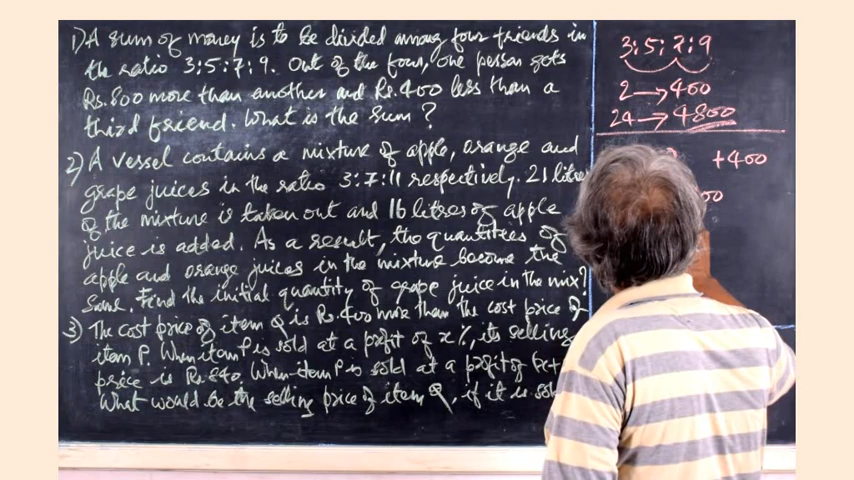 1) A sum of money is to be divided among four friends in
the ratio 3:5:7:9. Out of the four, one person gets
Rs.800 more than another and Rs.400 less than a
third friend. What is the sum?
2) A vessel contains a mixture of apple, orange and
grape juices in the ratio 3:7:11 respectively. 21 litres
of the mixture is taken out and 16 litres of apple
juice is added. As a result, the quantities of
apple and orange juices in the mixture become the
same. Find the initial quantity of grape juice in the mix?
3) The cost price of item Q is Rs.400 more than the cost price of
item P. When item P is sold at a profit of x%, its selling
price is Rs.840. When item P is sold at a profit of
What would be the selling price of item Q, if it is
3:5:7:9
2 → 400
24 → 4800
+400